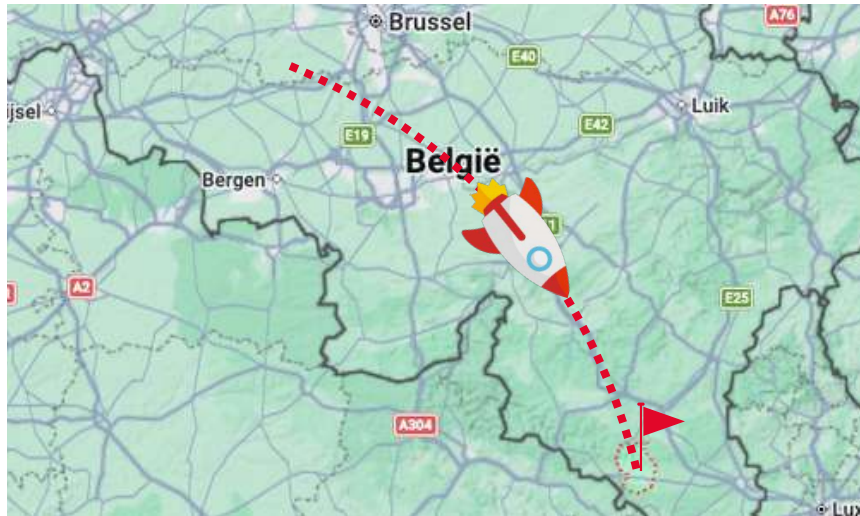 Brussel
A76
E40
ijsel
Luik
E42
E19
België
Bergen
A2
E25
A304
Lux